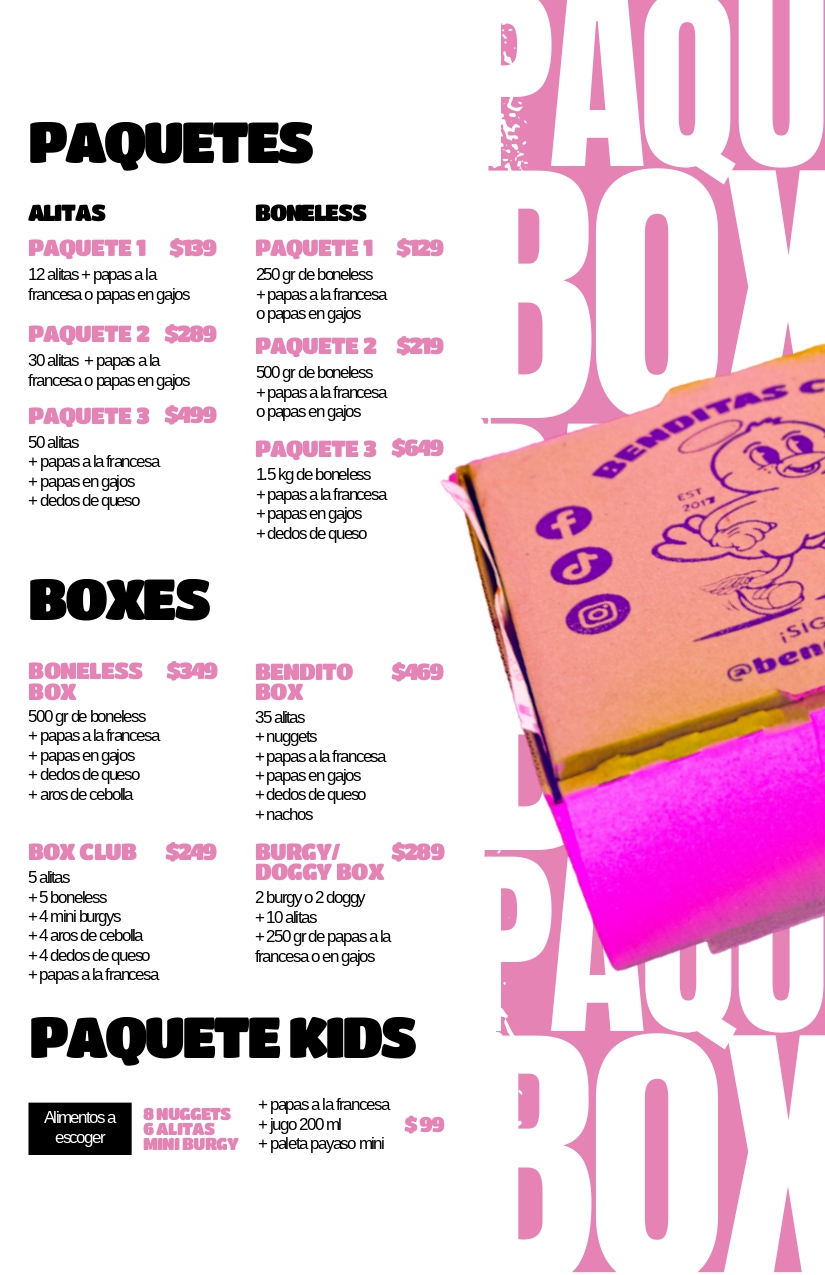 PAQUETES
ALITAS
PAQUETE 1 $139
12 alitas + papas a la
francesa o papas en gajos
PAQUETE 2 $289
30 alitas + papas a la
francesa o papas en gajos
PAQUETE 3 $499
50 alitas
+ papas a la francesa
+ papas en gajos
+ dedos de queso
BONELESS
PAQUETE 1 $129
250 gr de boneless
+ papas a la francesa
o papas en gajos
PAQUETE 2 $219
500 gr de boneless
+ papas a la francesa
o papas en gajos
PAQUETE 3 $649
1.5 kg de boneless
+ papas a la francesa
+ papas en gajos
+ dedos de queso
BOXES
BONELESS $349
BOX
500 gr de boneless
+ papas a la francesa
+ papas en gajos
+ dedos de queso
+ aros de cebolla
BENDITO $469
BOX
35 alitas
+ nuggets
+ papas a la francesa
+ papas en gajos
+ dedos de queso
+ nachos
BOX CLUB $249
5 alitas
+ 5 boneless
+ 4 mini burgys
+ 4 aros de cebolla
+ 4 dedos de queso
+ papas a la francesa
BURGY/ $289
DOGGY BOX
2 burgy o 2 doggy
+ 10 alitas
+ 250 gr de papas a la
francesa o en gajos
PAQUETE KIDS
Alimentos a
escoger
8 NUGGETS
6 ALITAS
MINI BURGY
+ papas a la francesa
+ jugo 200 ml
+ paleta payaso mini
$ 99
PAQU
BOX
BENDITAS C
EST
2017
¡SÍG
@ben
PAQU
BOX